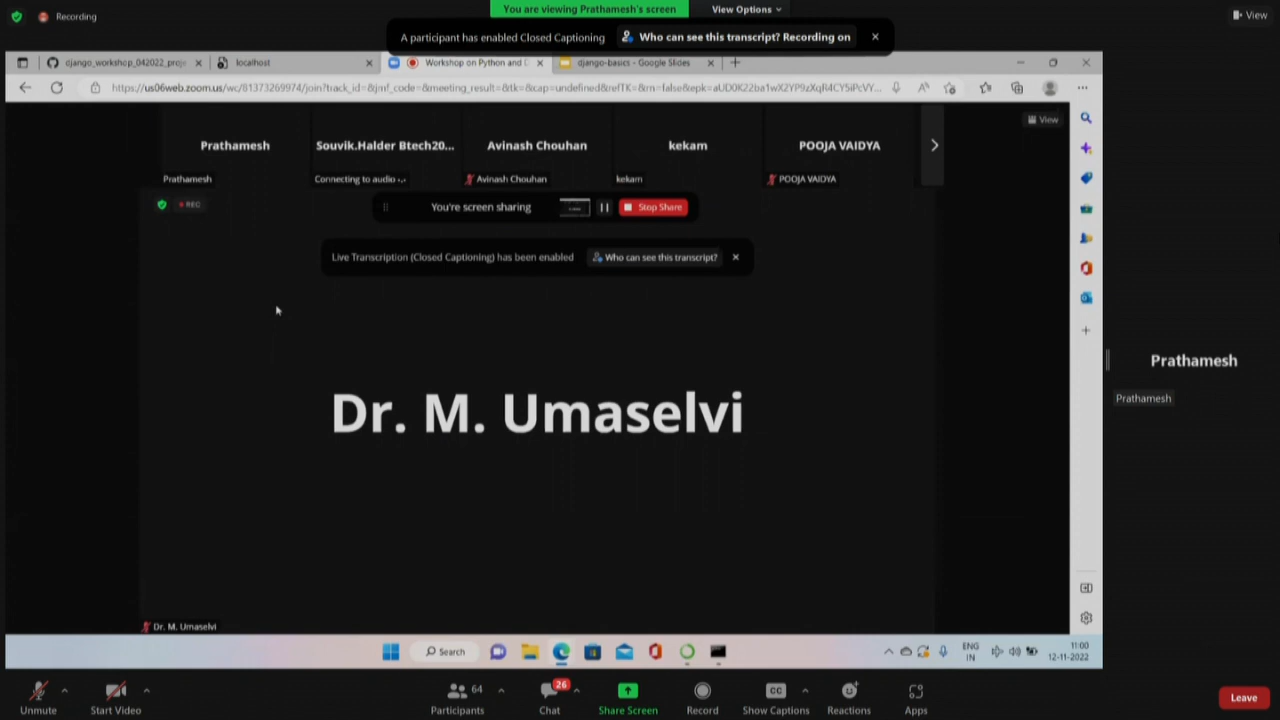 Recording
You are viewing Prathamesh's screen
View Options
View
A participant has enabled Closed Captioning
Who can see this transcript? Recording on
django_workshop_042022_proje
localhost
Workshop on Python and D
django-basics - Google Slides
View
Prathamesh
Souvik.Halder Btech20...
Avinash Chouhan
kekam
POOJA VAIDYA
Prathamesh
Connecting to audio ...
Avinash Chouhan
kekam
POOJA VAIDYA
REC
You're screen sharing
Stop Share
Live Transcription (Closed Captioning) has been enabled
Who can see this transcript?
Dr. M. Umaselvi
Prathamesh
Prathamesh
Dr. M. Umaselvi
Search
ENG
IN
11:00
12-11-2022
Unmute
Start Video
64
Participants
26
Chat
Share Screen
Record
CC
Show Captions
Reactions
Apps
Leave